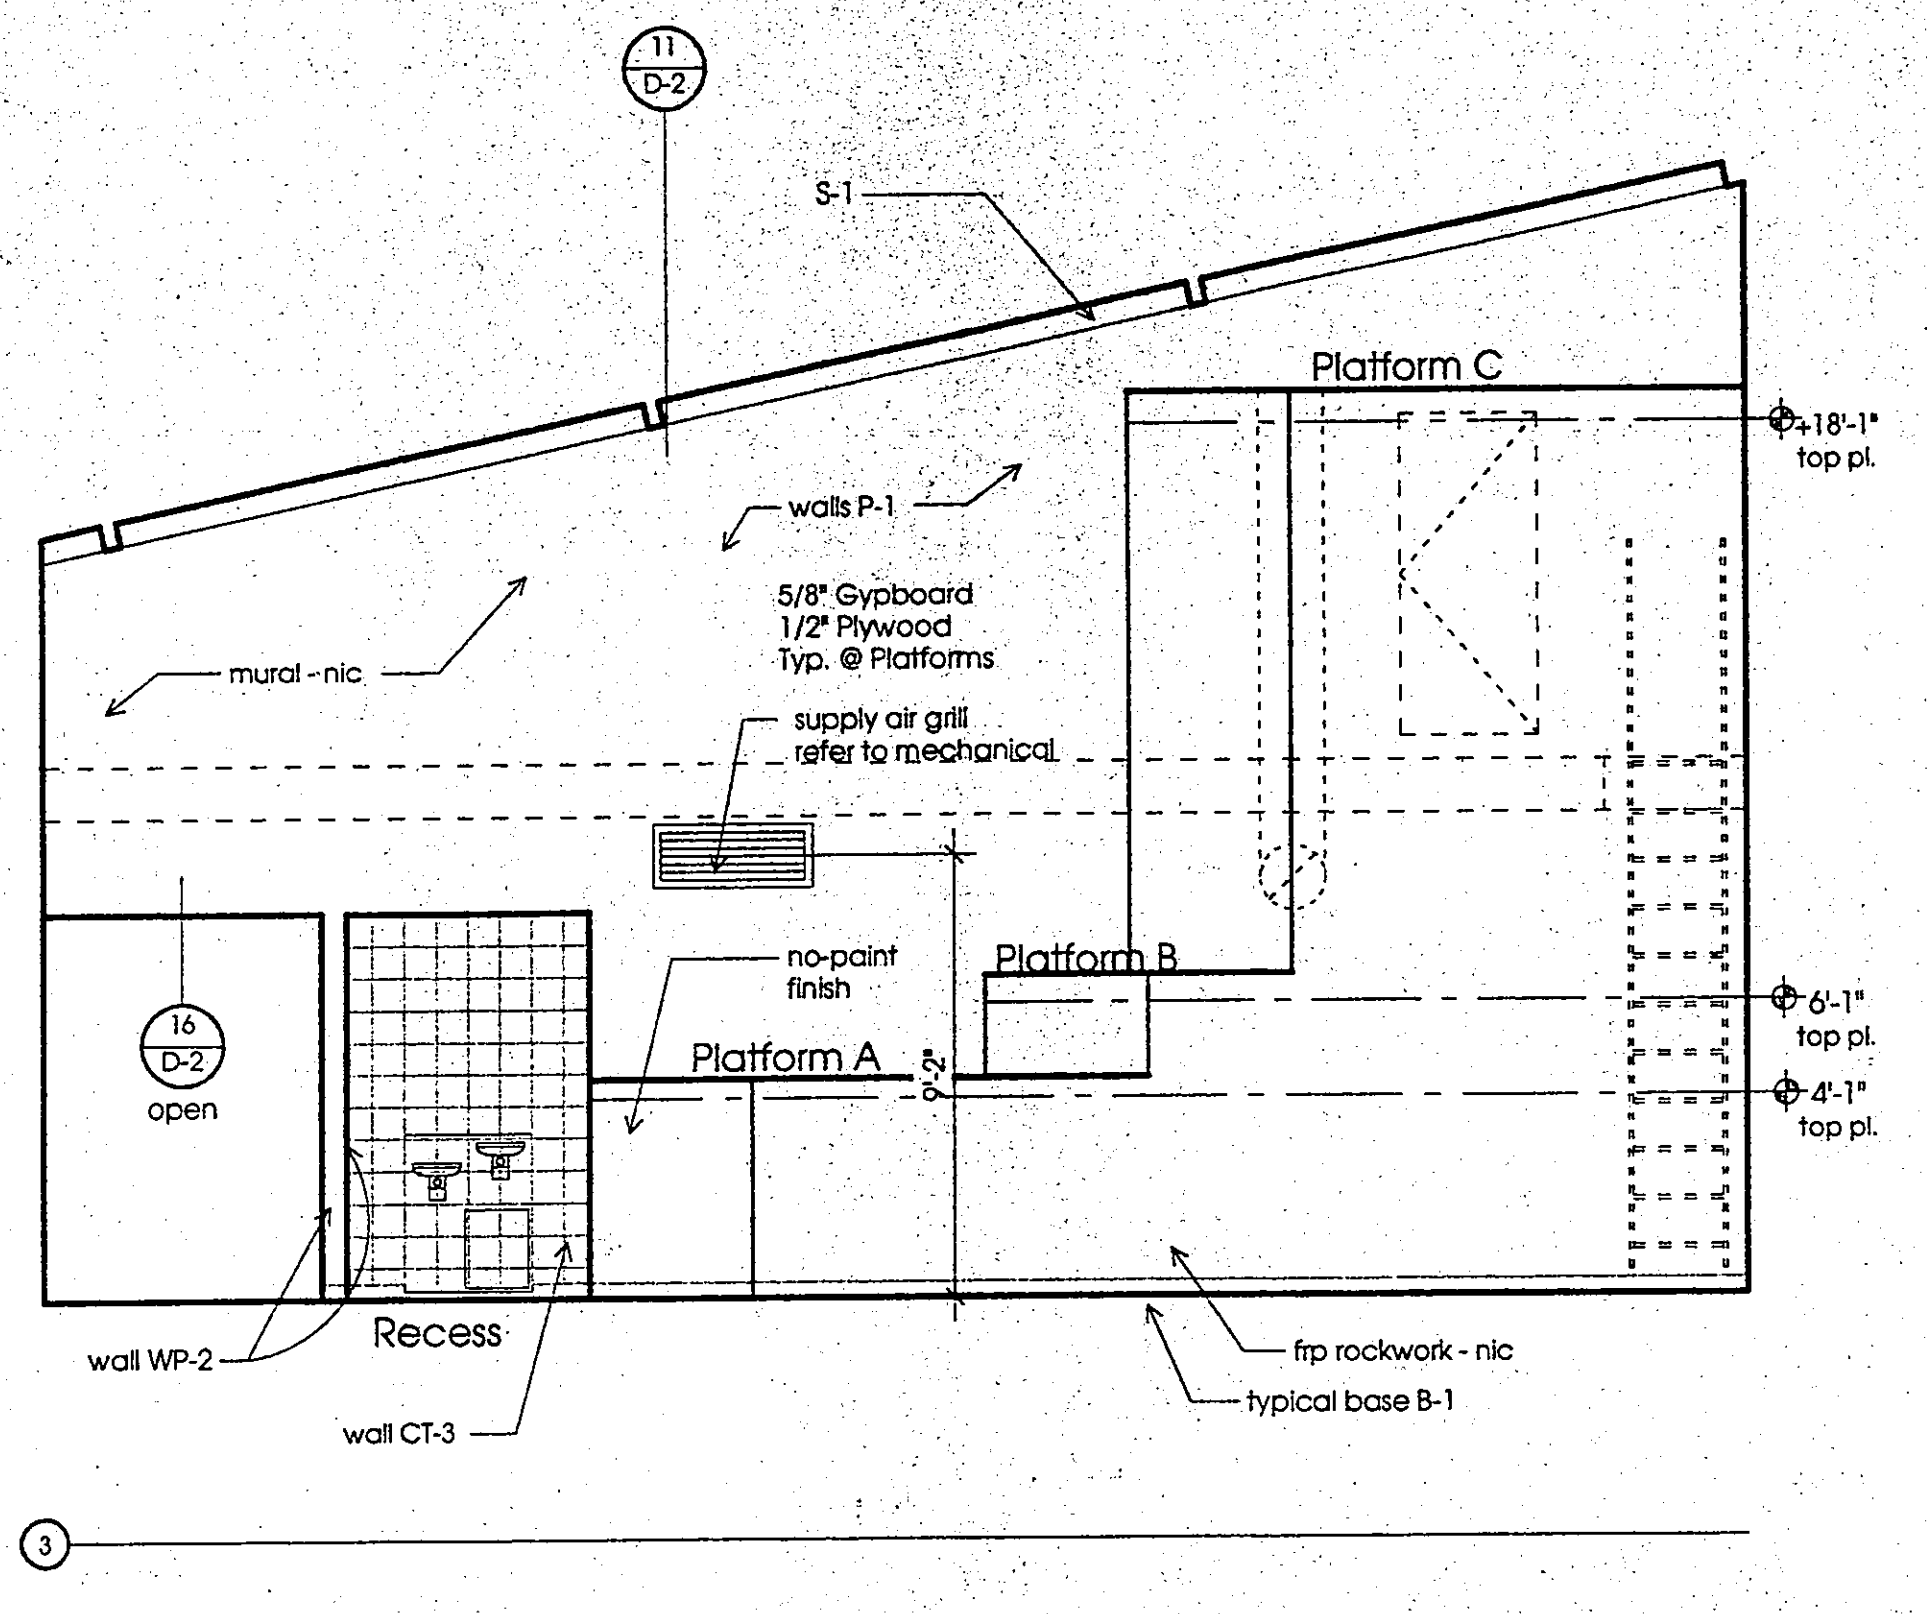 11
D-2
S-1
Platform C
+18'-1"
top pl.
walls P-1
5/8" Gypboard
1/2" Plywood
Typ. @ Platforms
mural - nic
supply air grill
refer to mechanical
no-paint
finish
Platform B
6'-1"
top pl.
16
D-2
open
Platform A
9'-2"
4'-1"
top pl.
Recess
wall WP-2
frp rockwork - nic
typical base B-1
wall CT-3
3